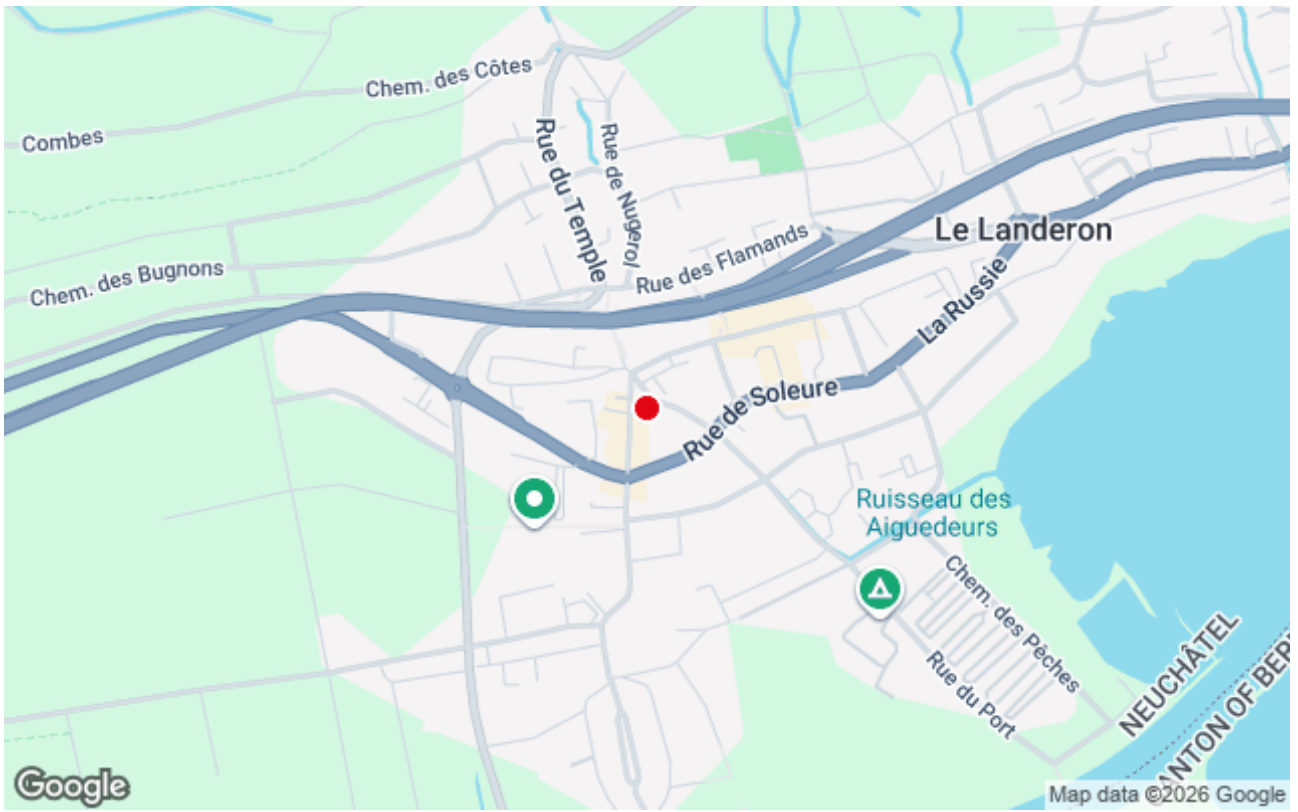 Chem. des Côtes
Combes
Rue du Temple
Rue de Nugerol
Chem. des Bugnons
Rue des Flamands
Le Landeron
La Russie
Rue de Soleure
Ruisseau des
Aiguedeurs
Chem. des Pêches
Rue du Port
NEUCHÂTEL
ANTON OF BER
Google
Map data ©2026 Google